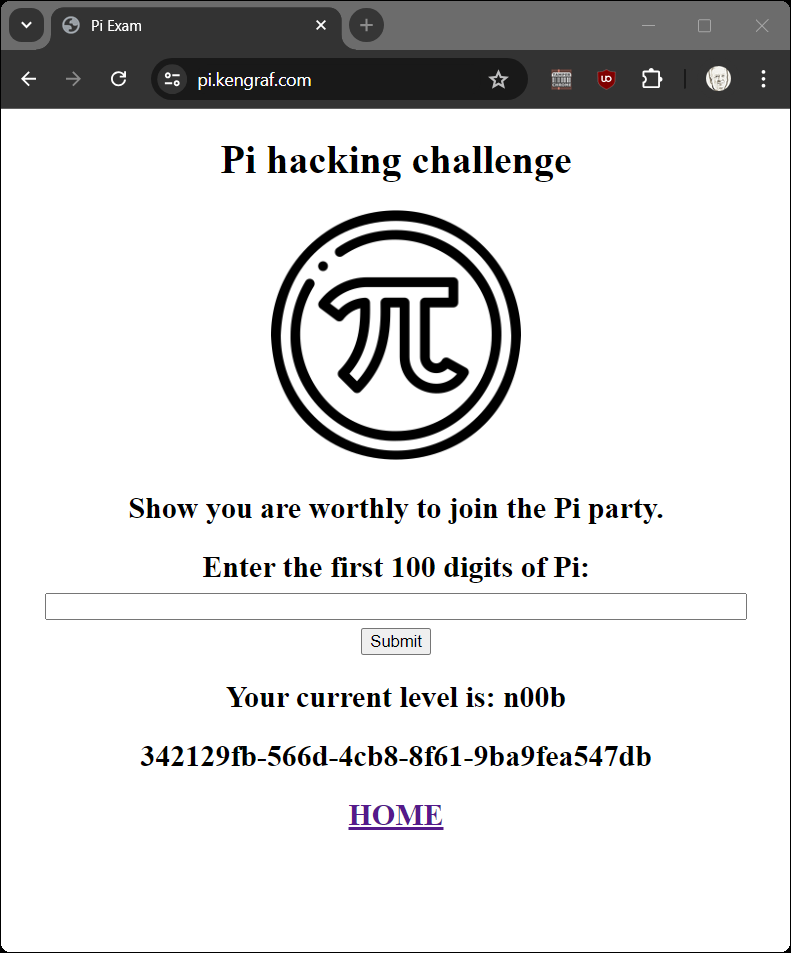 Pi Exam
pi.kengraf.com
Pi hacking challenge
π
Show you are worthly to join the Pi party.
Enter the first 100 digits of Pi:
Submit
Your current level is: n00b
342129fb-566d-4cb8-8f61-9ba9fea547db
HOME